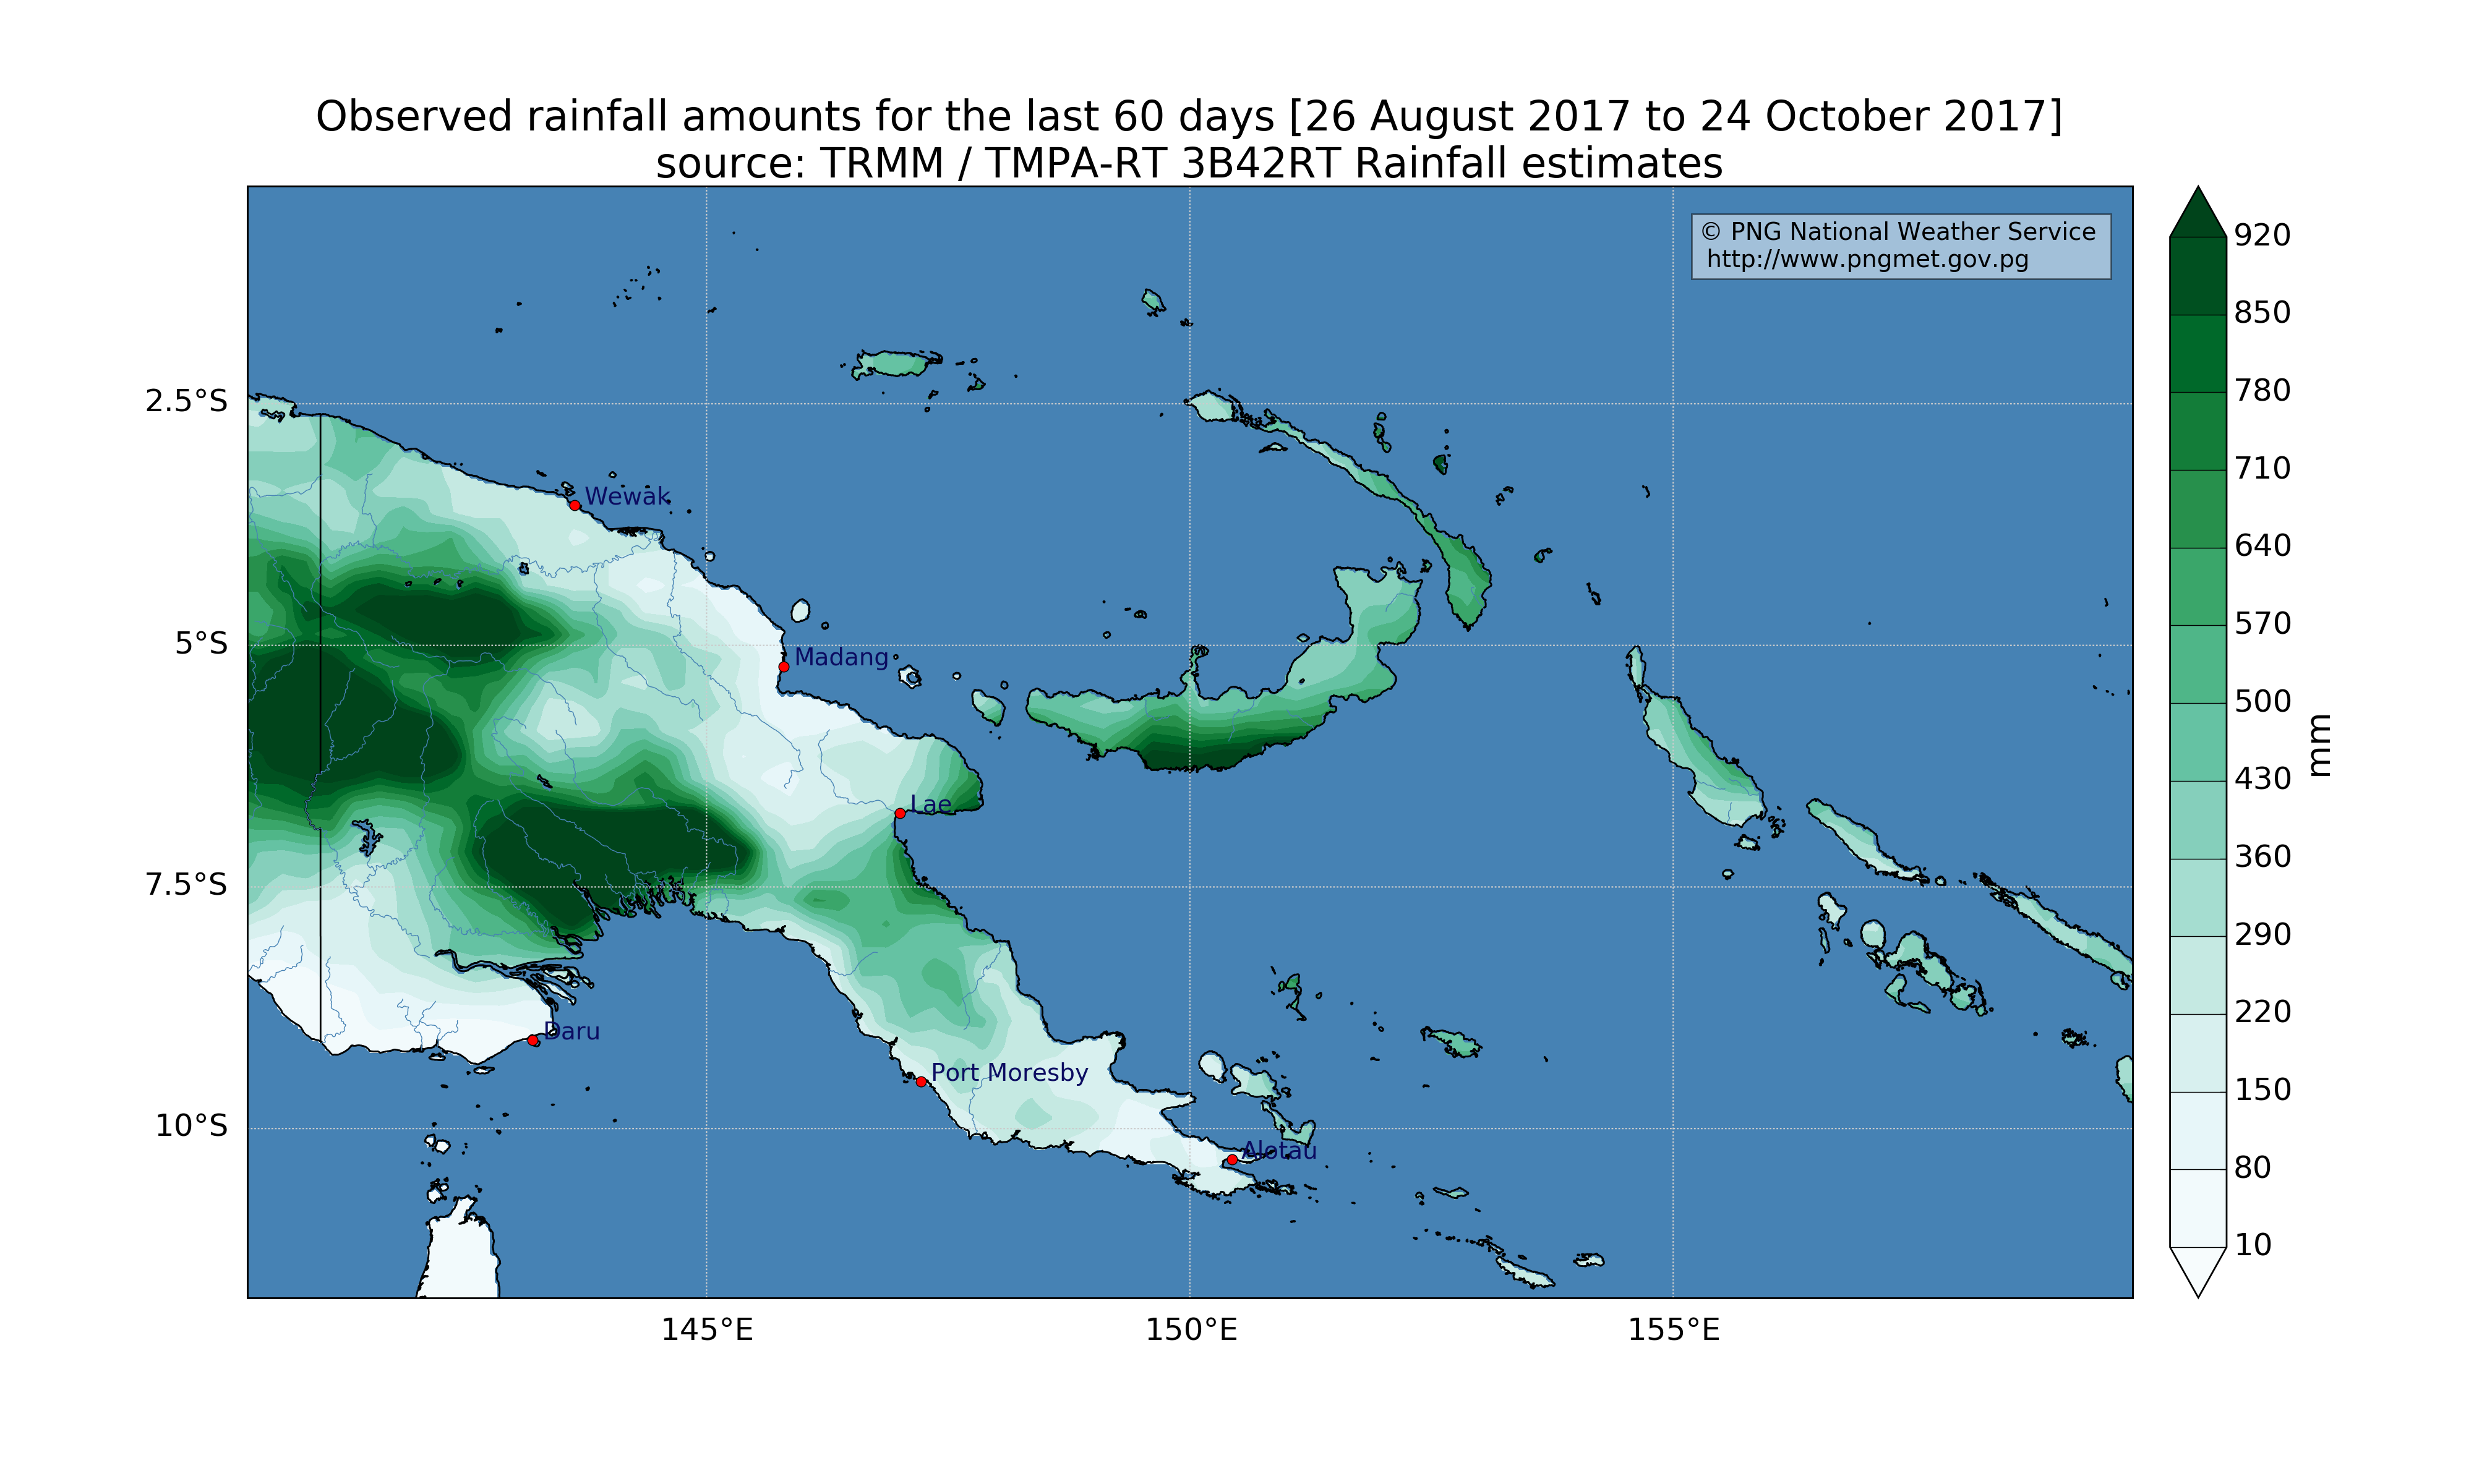 Observed rainfall amounts for the last 60 days [26 August 2017 to 24 October 2017]
source: TRMM / TMPA-RT 3B42RT Rainfall estimates
© PNG National Weather Service
http://www.pngmet.gov.pg
2.5°S
5°S
7.5°S
10°S
145°E
150°E
155°E
Wewak
Madang
Lae
Daru
Port Moresby
Alotau
920
850
780
710
640
570
500
430
360
290
220
150
80
10
mm